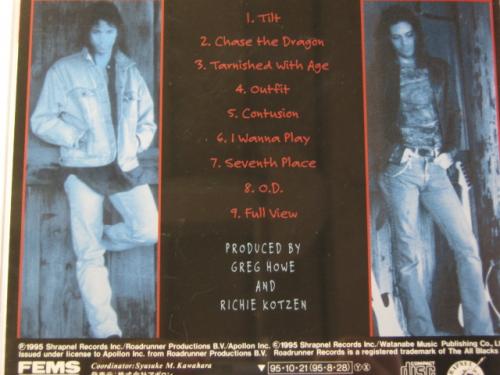 1. Tilt
2. Chase the Dragon
3. Tarnished With Age
4. Outfit
5. Contusion
6. I Wanna Play
7. Seventh Place
8. O.D.
9. Full View
PRODUCED BY
GREG HOWE
AND
RICHIE KOTZEN
℗1995 Shrapnel Records Inc./Roadrunner Productions B.V./Apollon Inc. ©1995 Shrapnel Records Inc./Watanabe Music Publishing Co., Lt
Issued under license to Apollon Inc. from Roadrunner Productions B.V. Roadrunner Records is a registered trademark of The All Blacks
FEMS Coordinator: Syusuke M. Kawahara
▼95·10·21(95·8·28) Ⓨ Ⓧ
disc